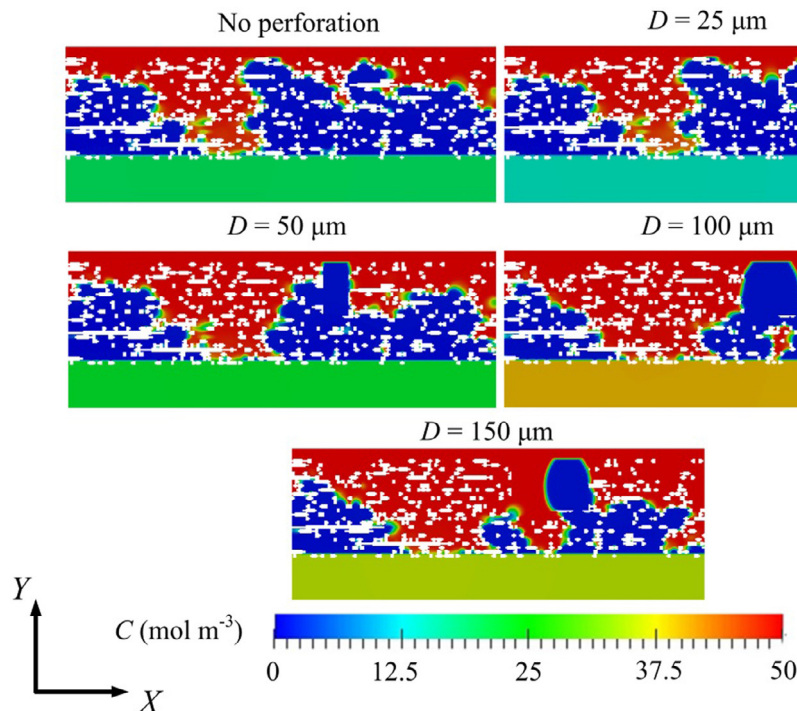 No perforation
D = 25 μm
D = 50 μm
D = 100 μm
D = 150 μm
Y
X
C (mol m⁻³)
0 12.5 25 37.5 50